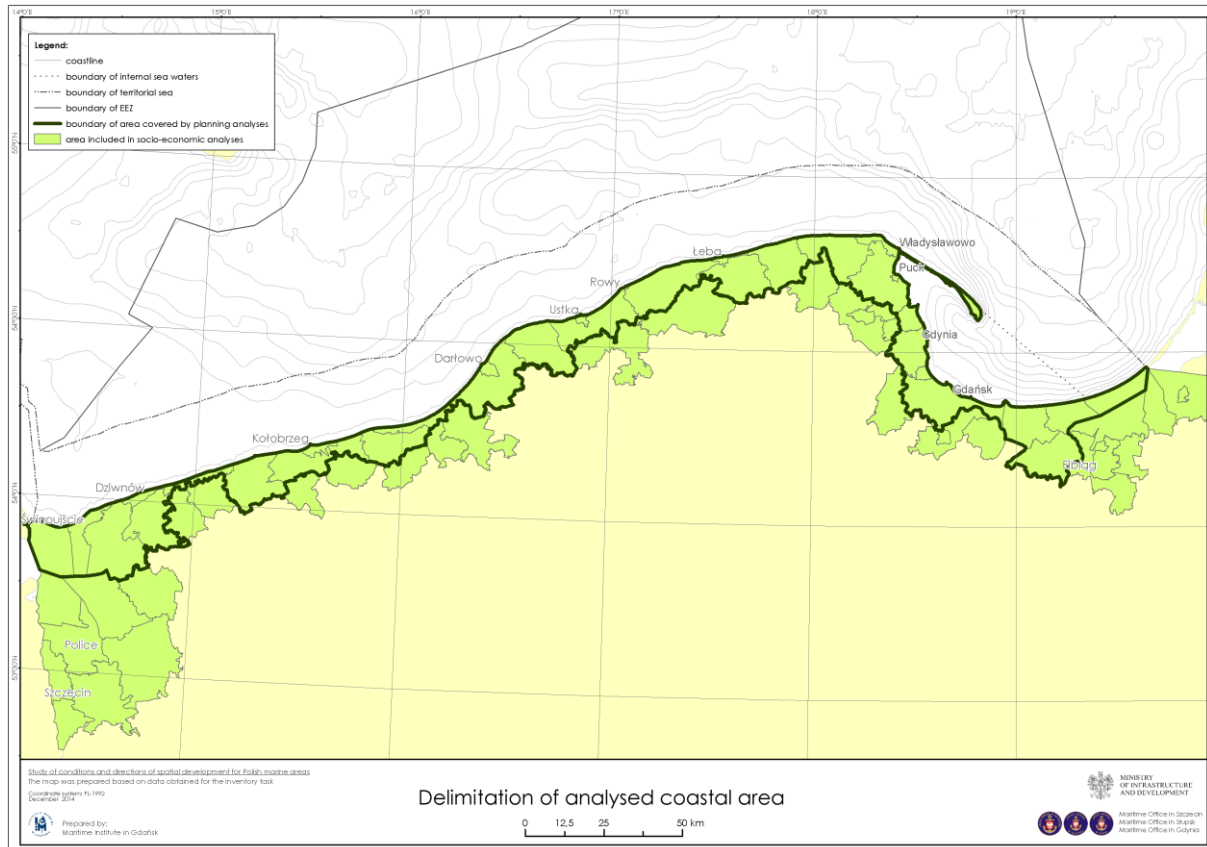 14°0'E 15°0'E 16°0'E 17°0'E 18°0'E 19°0'E
Legend:
coastline
boundary of internal sea waters
boundary of territorial sea
boundary of EEZ
boundary of area covered by planning analyses
area included in socio-economic analyses
Władysławowo
Łeba
Puck
Rowy
Ustka
Gdynia
Darłowo
Gdańsk
Kołobrzeg
Elbląg
Dziwnów
Świnoujście
Police
Szczecin
Study of conditions and directions of spatial development for Polish marine areas
The map was prepared based on data obtained for the inventory task
Coordinate system: PL-1992
December 2014
Prepared by:
Maritime Institute in Gdańsk
Delimitation of analysed coastal area
0 12,5 25 50 km
MINISTRY
OF INFRASTRUCTURE
AND DEVELOPMENT
Maritime Office in Szczecin
Maritime Office in Słupsk
Maritime Office in Gdynia